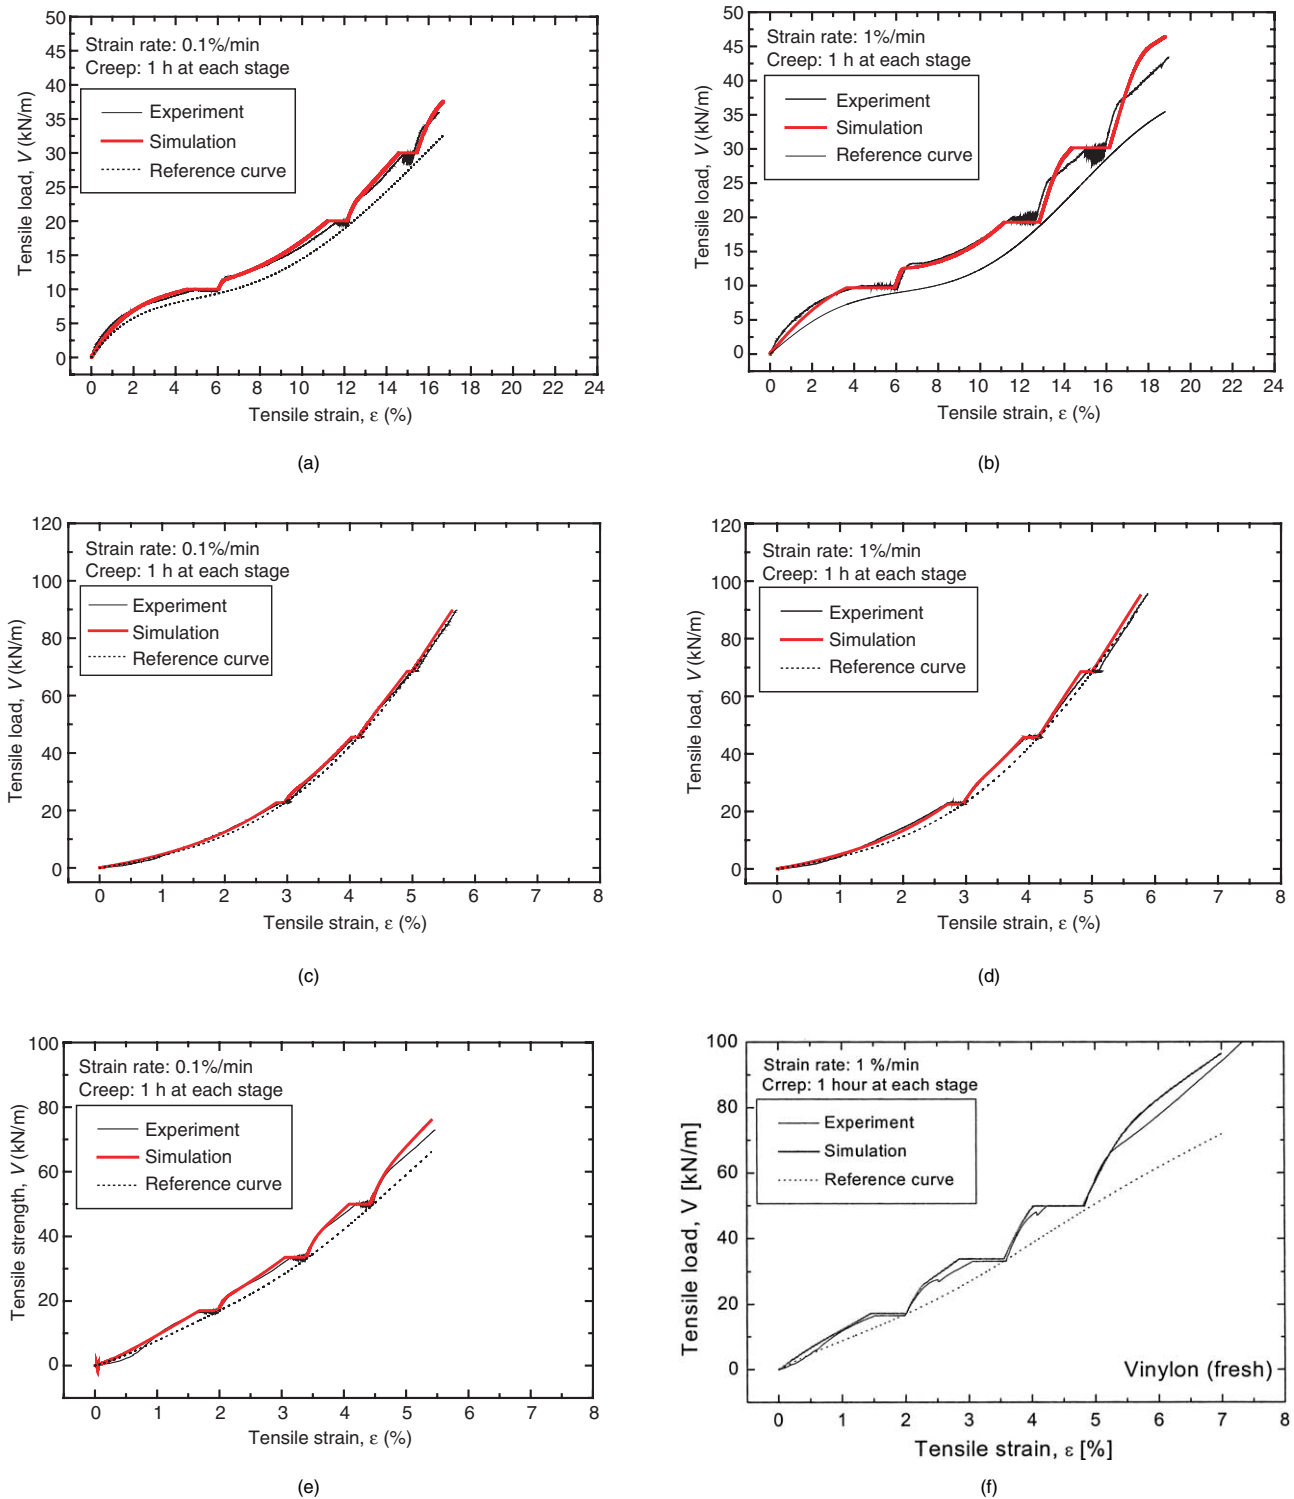 50
45
40
35
30
25
20
15
10
5
0
Tensile load, V (kN/m)
Strain rate: 0.1%/min
Creep: 1 h at each stage
Experiment
Simulation
Reference curve
0 2 4 6 8 10 12 14 16 18 20 22 24
Tensile strain, ε (%)
(a)
50
45
40
35
30
25
20
15
10
5
0
Tensile load, V (kN/m)
Strain rate: 1%/min
Creep: 1 h at each stage
Experiment
Simulation
Reference curve
0 2 4 6 8 10 12 14 16 18 20 22 24
Tensile strain, ε (%)
(b)
120
100
80
60
40
20
0
Tensile load, V (kN/m)
Strain rate: 0.1%/min
Creep: 1 h at each stage
Experiment
Simulation
Reference curve
0 1 2 3 4 5 6 7 8
Tensile strain, ε (%)
(c)
120
100
80
60
40
20
0
Tensile load, V (kN/m)
Strain rate: 1%/min
Creep: 1 h at each stage
Experiment
Simulation
Reference curve
0 1 2 3 4 5 6 7 8
Tensile strain, ε (%)
(d)
100
80
60
40
20
0
Tensile strength, V (kN/m)
Strain rate: 0.1%/min
Creep: 1 h at each stage
Experiment
Simulation
Reference curve
0 1 2 3 4 5 6 7 8
Tensile strain, ε (%)
(e)
100
80
60
40
20
0
Tensile load, V [kN/m]
Strain rate: 1 %/min
Crrep: 1 hour at each stage
Experiment
Simulation
Reference curve
Vinylon (fresh)
0 1 2 3 4 5 6 7 8
Tensile strain, ε [%]
(f)